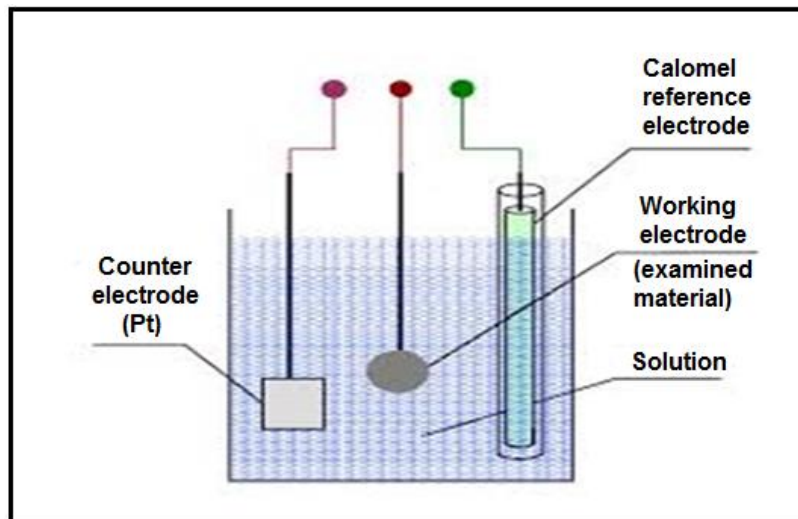 Calomel
reference
electrode
Working
electrode
(examined
material)
Counter
electrode
(Pt)
Solution